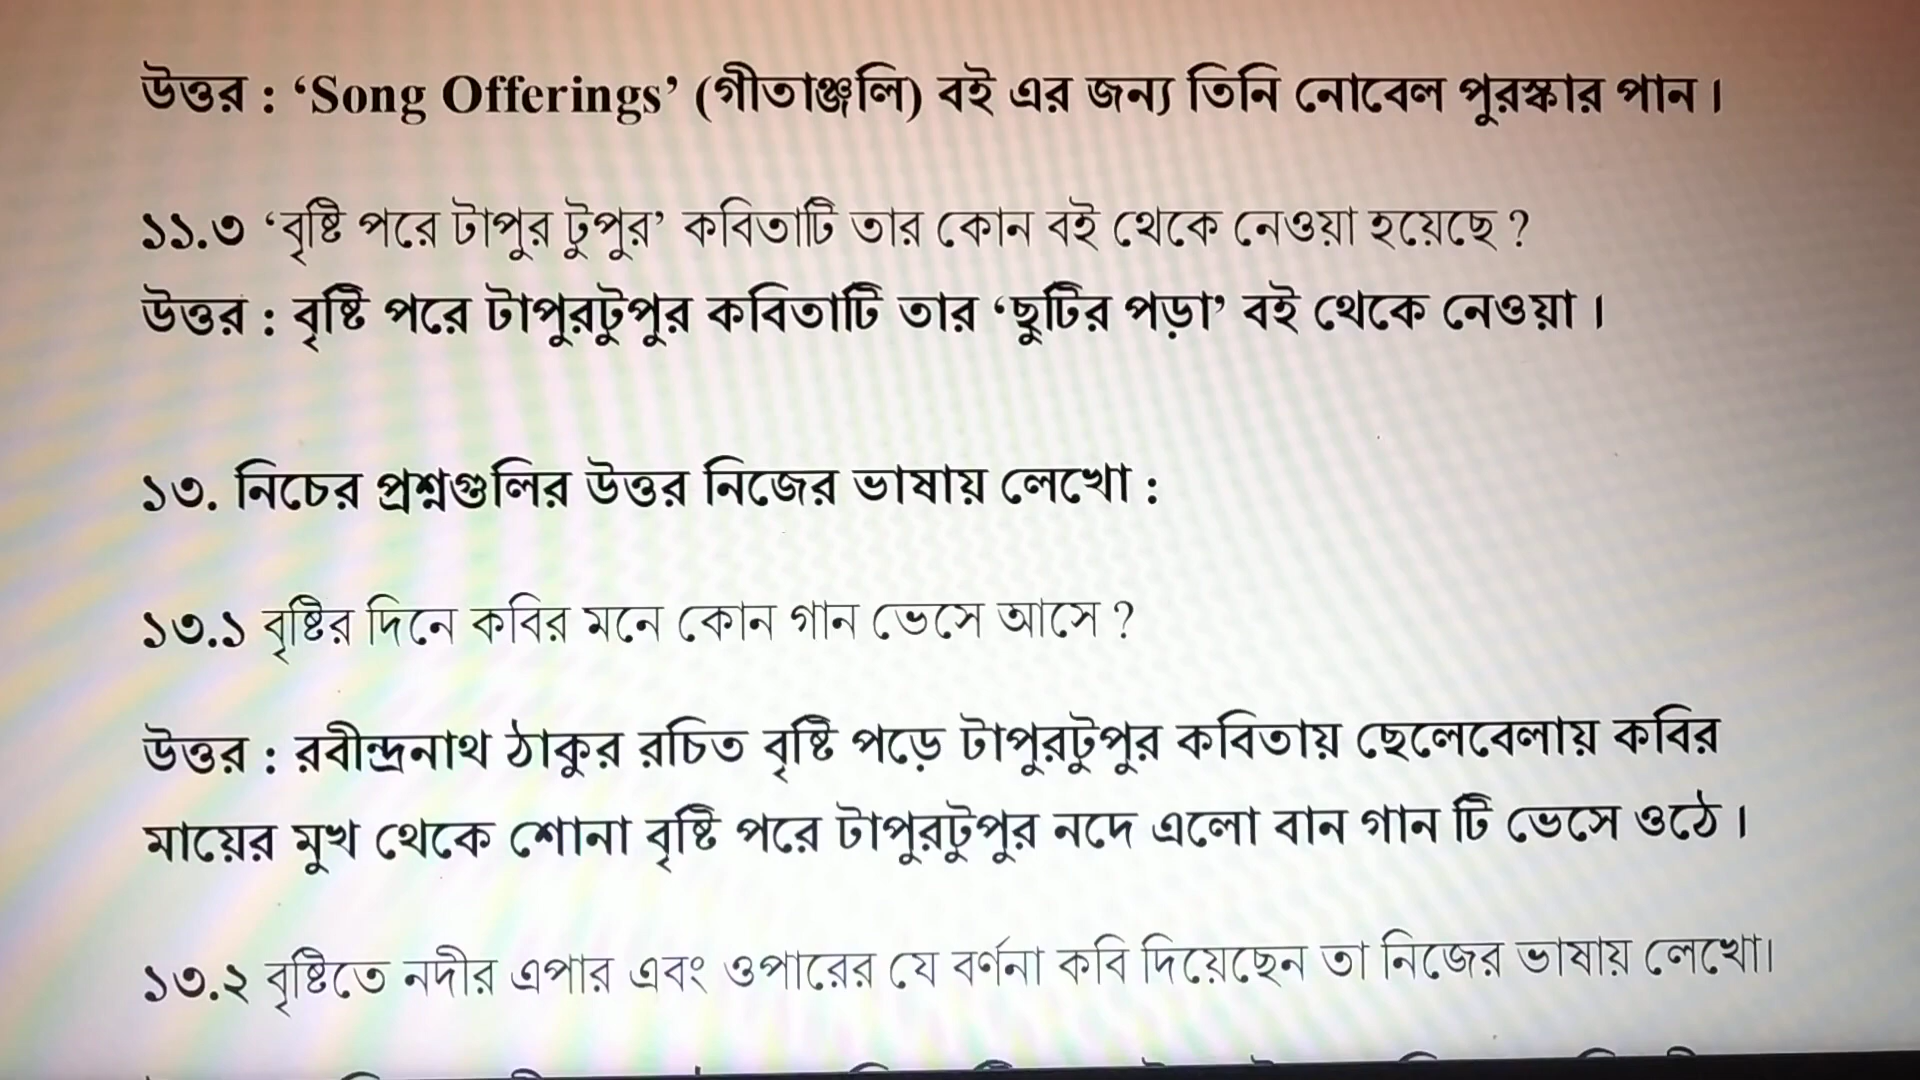 উত্তর : ‘Song Offerings’ (গীতাঞ্জলি) বই এর জন্য তিনি নোবেল পুরস্কার পান।
১১.৩ ‘বৃষ্টি পরে টাপুর টুপুর’ কবিতাটি তার কোন বই থেকে নেওয়া হয়েছে ?
উত্তর : বৃষ্টি পরে টাপুরটুপুর কবিতাটি তার ‘ছুটির পড়া’ বই থেকে নেওয়া।
১৩. নিচের প্রশ্নগুলির উত্তর নিজের ভাষায় লেখো :
১৩.১ বৃষ্টির দিনে কবির মনে কোন গান ভেসে আসে ?
উত্তর : রবীন্দ্রনাথ ঠাকুর রচিত বৃষ্টি পড়ে টাপুরটুপুর কবিতায় ছেলেবেলায় কবির
মায়ের মুখ থেকে শোনা বৃষ্টি পরে টাপুরটুপুর নদে এলো বান গান টি ভেসে ওঠে।
১৩.২ বৃষ্টিতে নদীর এপার এবং ওপারের যে বর্ণনা কবি দিয়েছেন তা নিজের ভাষায় লেখো।